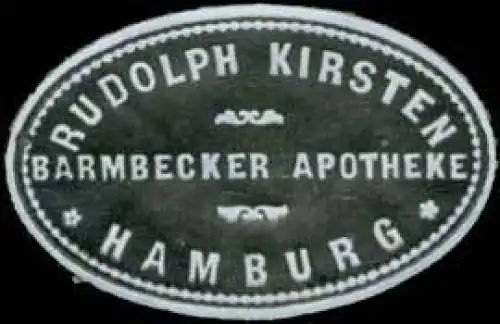 RUDOLPH KIRSTEN
BARMBECKER APOTHEKE
* HAMBURG *